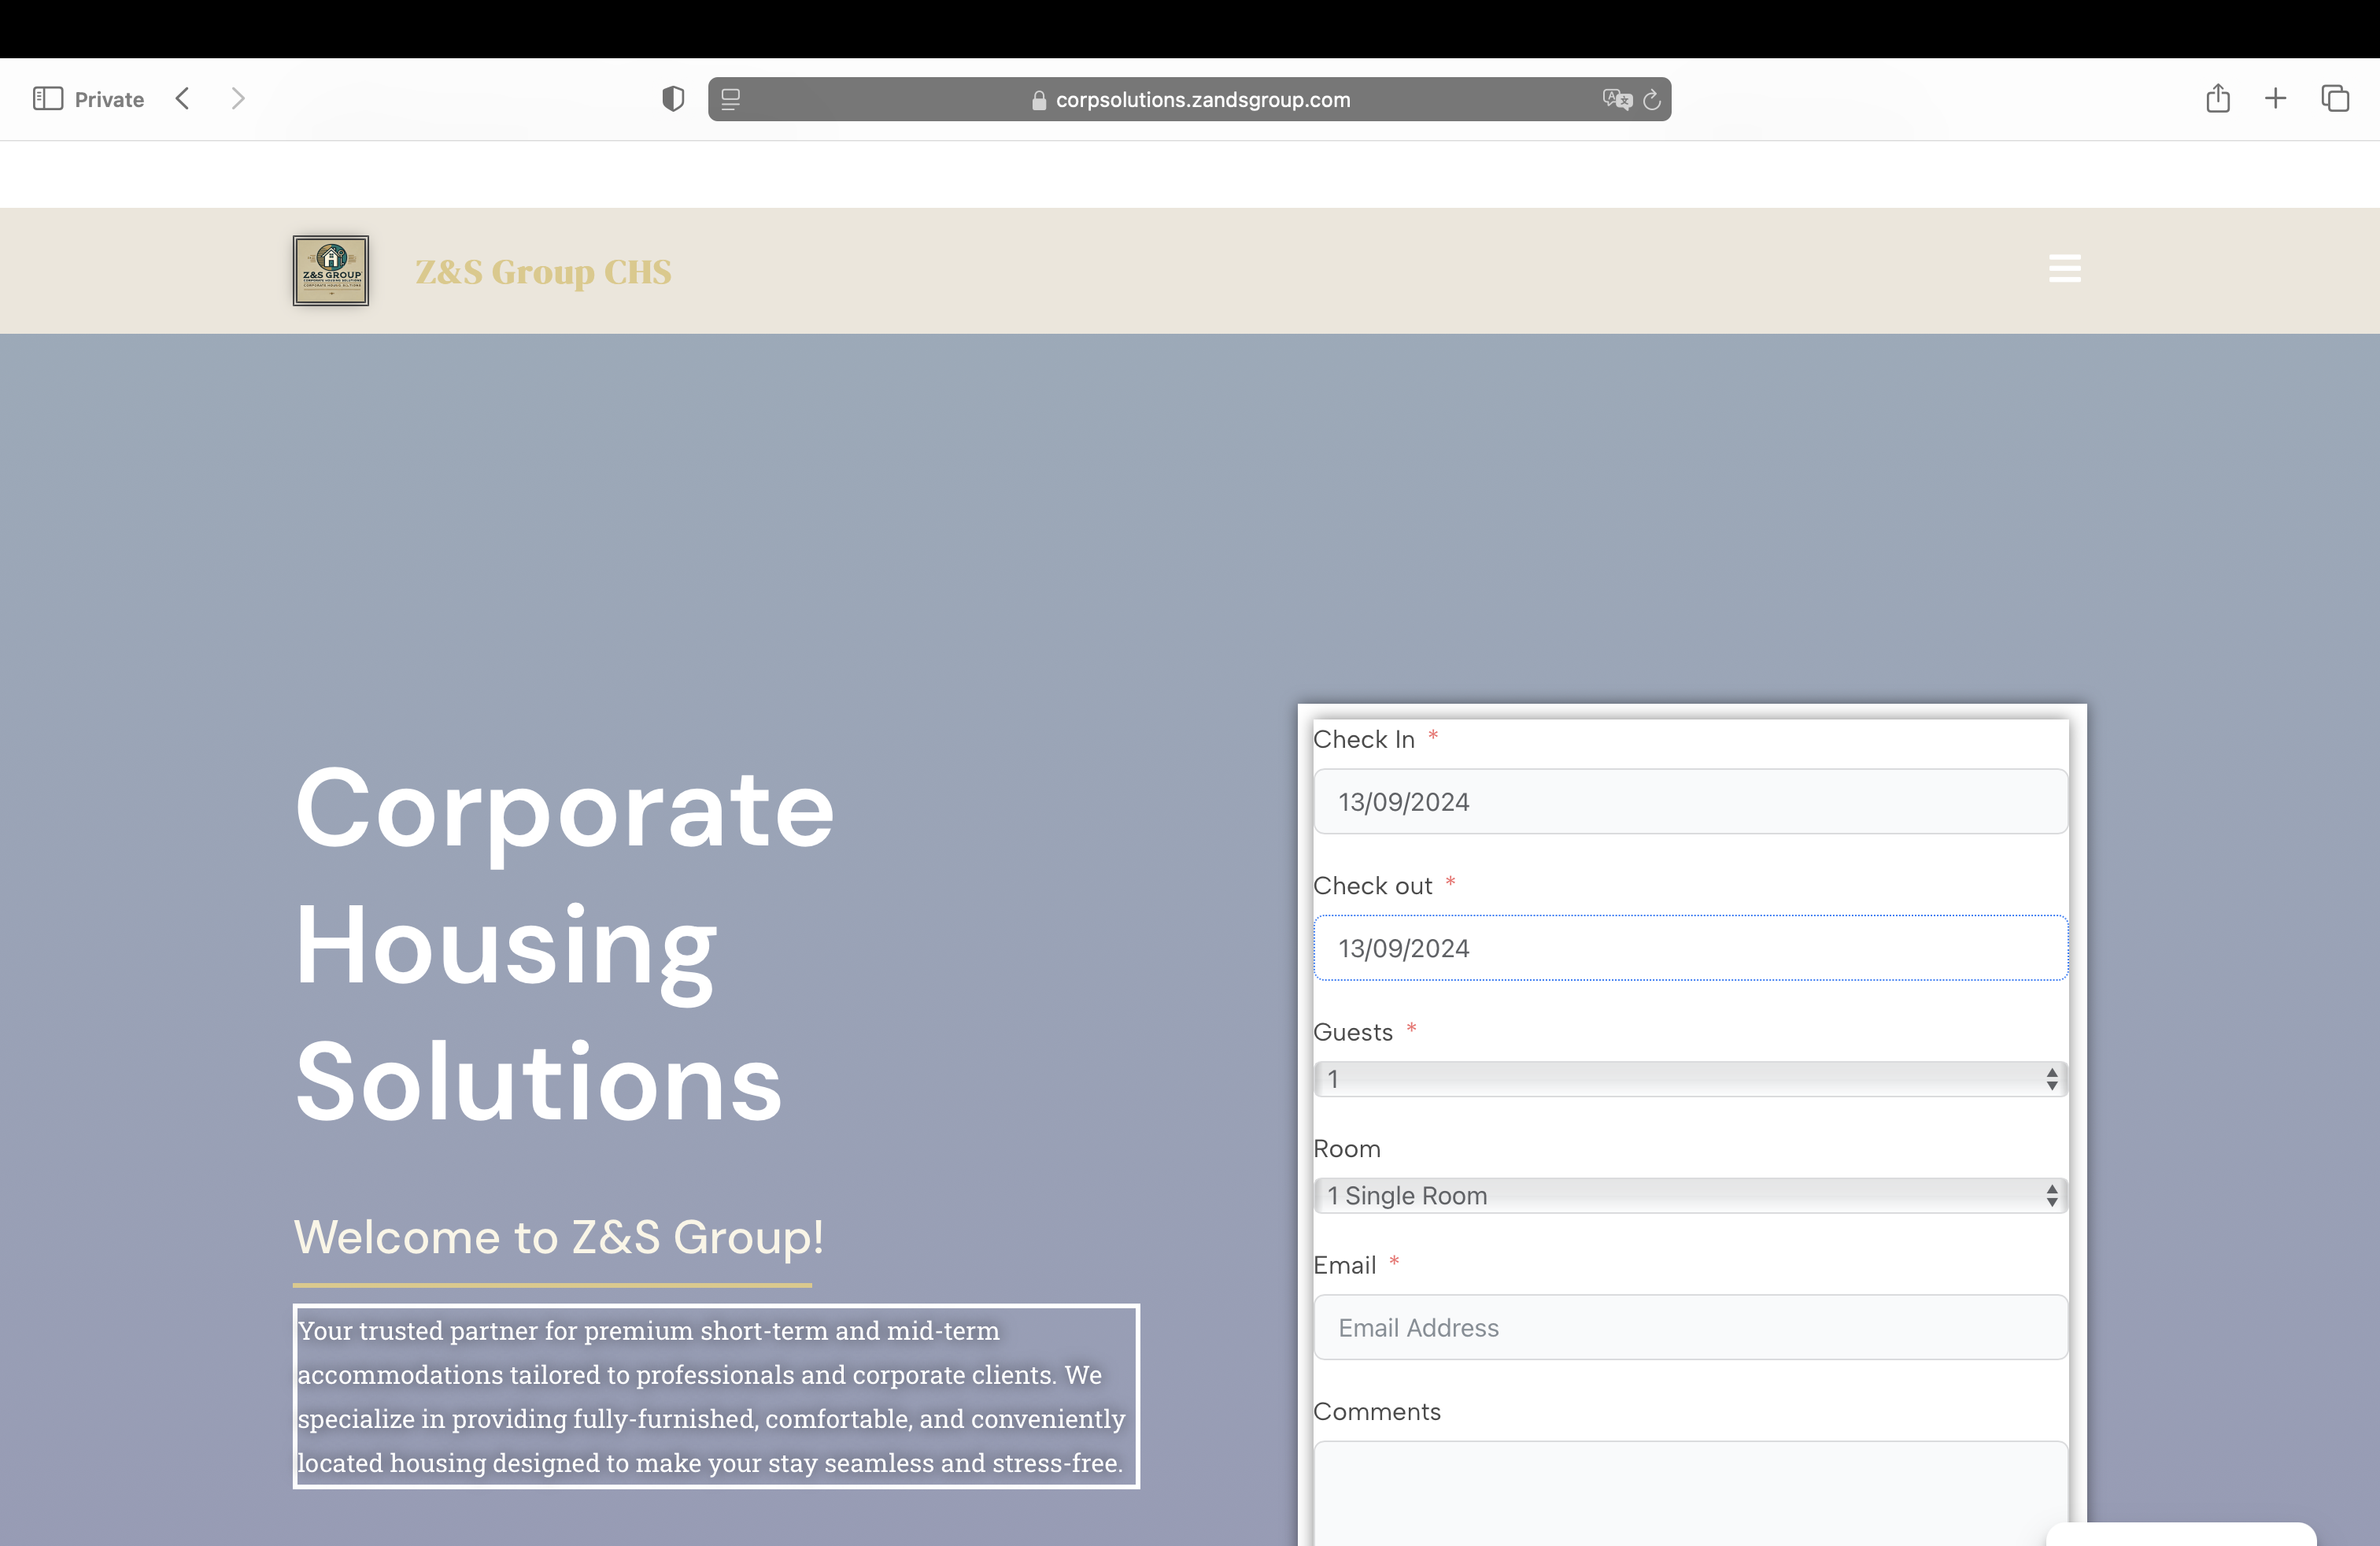 Private
corpsolutions.zandsgroup.com
Z&S GROUP
Z&S Group CHS
Corporate
Housing
Solutions
Welcome to Z&S Group!
Your trusted partner for premium short-term and mid-term
accommodations tailored to professionals and corporate clients. We
specialize in providing fully-furnished, comfortable, and conveniently
located housing designed to make your stay seamless and stress-free.
Check In *
13/09/2024
Check out *
13/09/2024
Guests *
1
Room
1 Single Room
Email *
Email Address
Comments